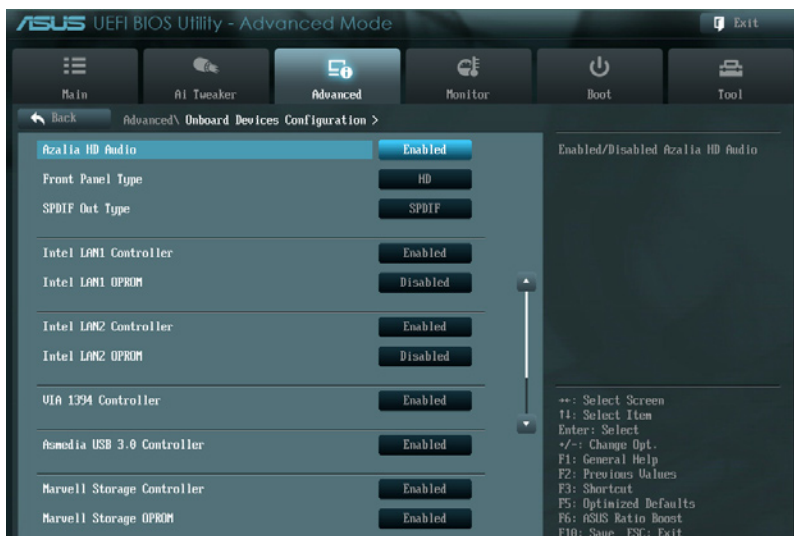 ASUS UEFI BIOS Utility - Advanced Mode
Exit
Main
Ai Tweaker
Advanced
Monitor
Boot
Tool
Back
Advanced\ Onboard Devices Configuration >
Azalia HD Audio Enabled
Front Panel Type HD
SPDIF Out Type SPDIF
Intel LAN1 Controller Enabled
Intel LAN1 OPROM Disabled
Intel LAN2 Controller Enabled
Intel LAN2 OPROM Disabled
VIA 1394 Controller Enabled
Asmedia USB 3.0 Controller Enabled
Marvell Storage Controller Enabled
Marvell Storage OPROM Enabled
Enabled/Disabled Azalia HD Audio
→←: Select Screen
↑↓: Select Item
Enter: Select
+/-: Change Opt.
F1: General Help
F2: Previous Values
F3: Shortcut
F5: Optimized Defaults
F6: ASUS Ratio Boost
F10: Save ESC: Exit